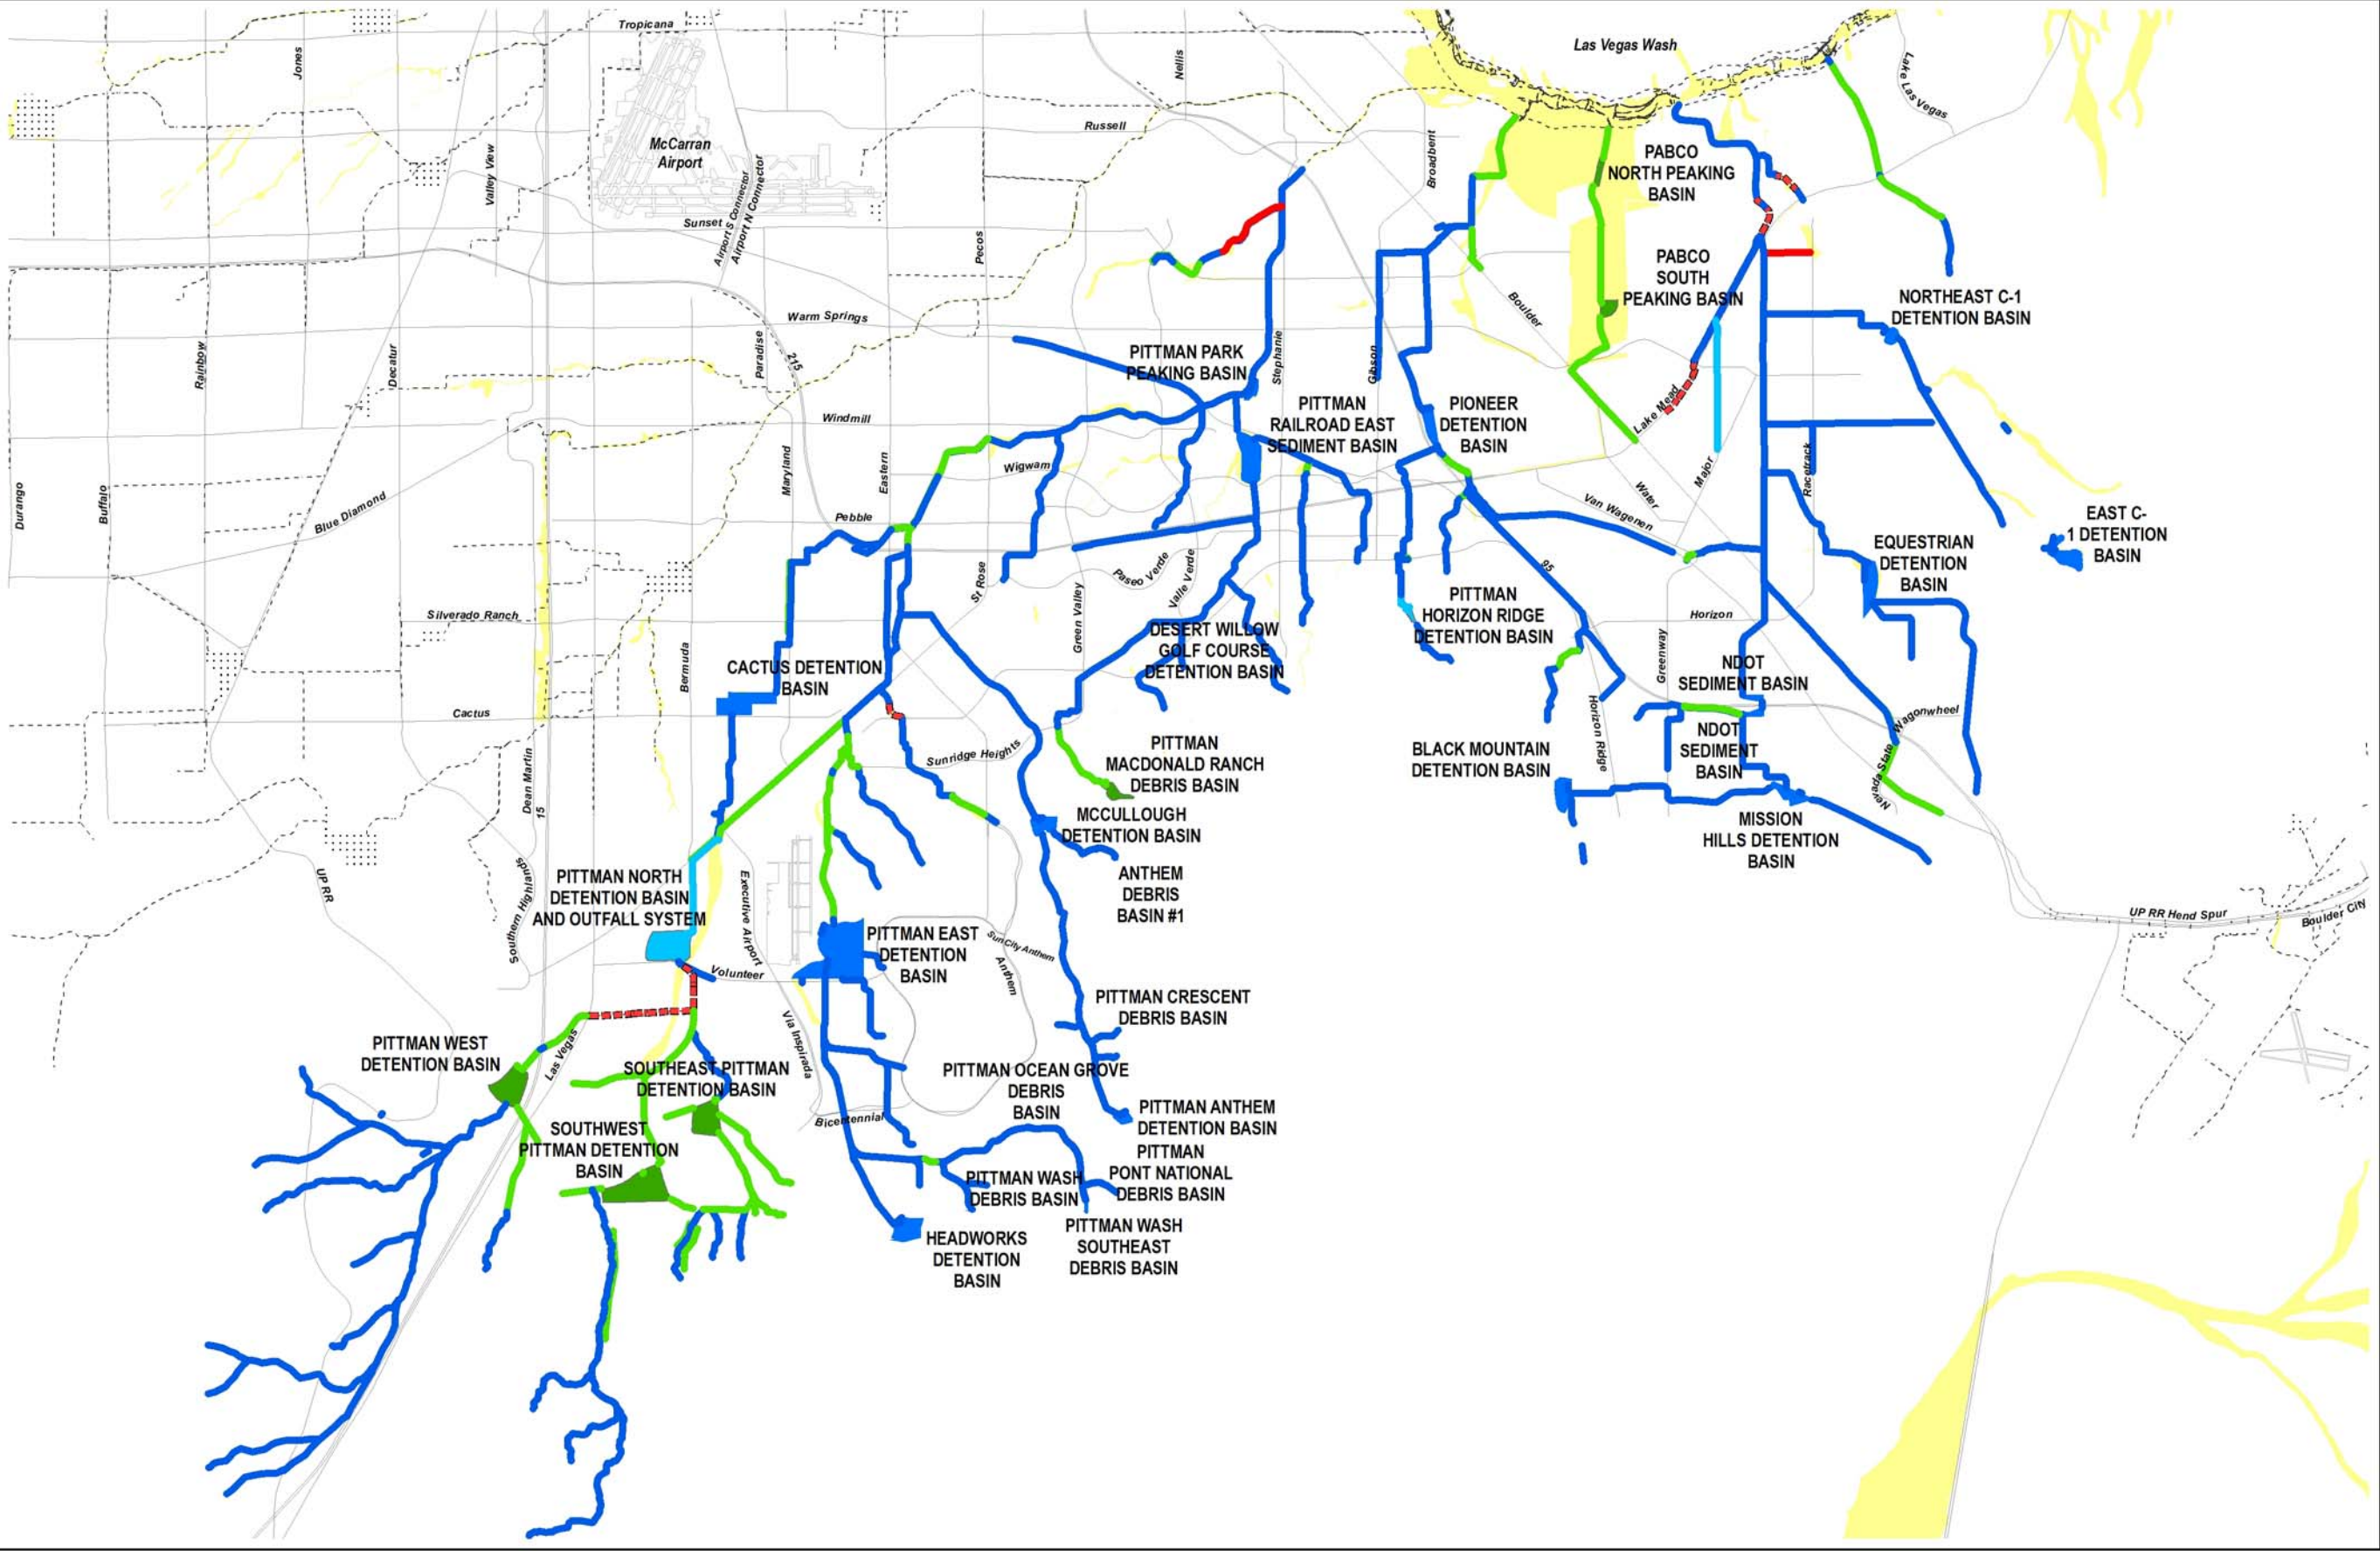 Tropicana
Las Vegas Wash
Jones
Nellis
Lake Las Vegas
McCarran
Airport
Russell
Broadbent
Valley View
PABCO
NORTH PEAKING
BASIN
Airport S Connector
Airport N Connector
Sunset
Pecos
PABCO
SOUTH
PEAKING BASIN
NORTHEAST C-1
DETENTION BASIN
Boulder
Warm Springs
Rainbow
Decatur
Paradise
215
PITTMAN PARK
PEAKING BASIN
Stephanie
Gibson
Lake Mead
Windmill
PITTMAN
RAILROAD EAST
SEDIMENT BASIN
PIONEER
DETENTION
BASIN
Maryland
Eastern
Wigwam
Major
Racetrack
Water
Durango
Buffalo
Blue Diamond
Pebble
Van Wagenen
EAST C-
1 DETENTION
BASIN
EQUESTRIAN
DETENTION
BASIN
95
St Rose
Paseo Verde
Valle Verde
Green Valley
Silverado Ranch
PITTMAN
HORIZON RIDGE
DETENTION BASIN
Horizon
Greenway
DESERT WILLOW
GOLF COURSE
DETENTION BASIN
Bermuda
CACTUS DETENTION
BASIN
NDOT
SEDIMENT BASIN
Cactus
Wagonwheel
Horizon Ridge
NDOT
SEDIMENT
BASIN
Nevada State
Sunridge Heights
PITTMAN
MACDONALD RANCH
DEBRIS BASIN
BLACK MOUNTAIN
DETENTION BASIN
Dean Martin
15
MCCULLOUGH
DETENTION BASIN
MISSION
HILLS DETENTION
BASIN
UP RR
Southern Highlands
PITTMAN NORTH
DETENTION BASIN
AND OUTFALL SYSTEM
Executive Airport
ANTHEM
DEBRIS
BASIN #1
UP RR Hend Spur
Boulder City
PITTMAN EAST
DETENTION
BASIN
Sun City Anthem
Anthem
Volunteer
PITTMAN CRESCENT
DEBRIS BASIN
Via Inspirada
PITTMAN WEST
DETENTION BASIN
Las Vegas
SOUTHEAST PITTMAN
DETENTION BASIN
PITTMAN OCEAN GROVE
DEBRIS
BASIN
Bicentennial
PITTMAN ANTHEM
DETENTION BASIN
SOUTHWEST
PITTMAN DETENTION
BASIN
PITTMAN
PONT NATIONAL
DEBRIS BASIN
PITTMAN WASH
DEBRIS BASIN
HEADWORKS
DETENTION
BASIN
PITTMAN WASH
SOUTHEAST
DEBRIS BASIN